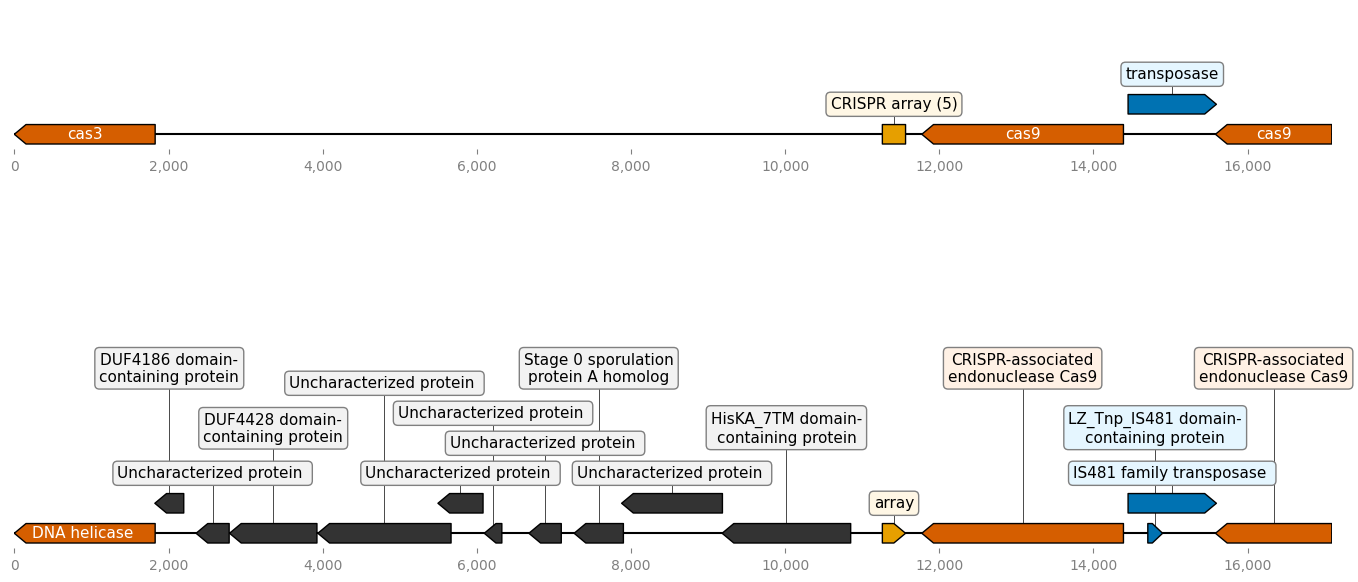 transposase
CRISPR array (5)
cas3
cas9
cas9
0
2,000
4,000
6,000
8,000
10,000
12,000
14,000
16,000
DUF4186 domain-
containing protein
Stage 0 sporulation
protein A homolog
CRISPR-associated
endonuclease Cas9
CRISPR-associated
endonuclease Cas9
Uncharacterized protein
Uncharacterized protein
DUF4428 domain-
containing protein
HisKA_7TM domain-
containing protein
LZ_Tnp_IS481 domain-
containing protein
Uncharacterized protein
Uncharacterized protein
Uncharacterized protein
Uncharacterized protein
IS481 family transposase
array
DNA helicase
0
2,000
4,000
6,000
8,000
10,000
12,000
14,000
16,000